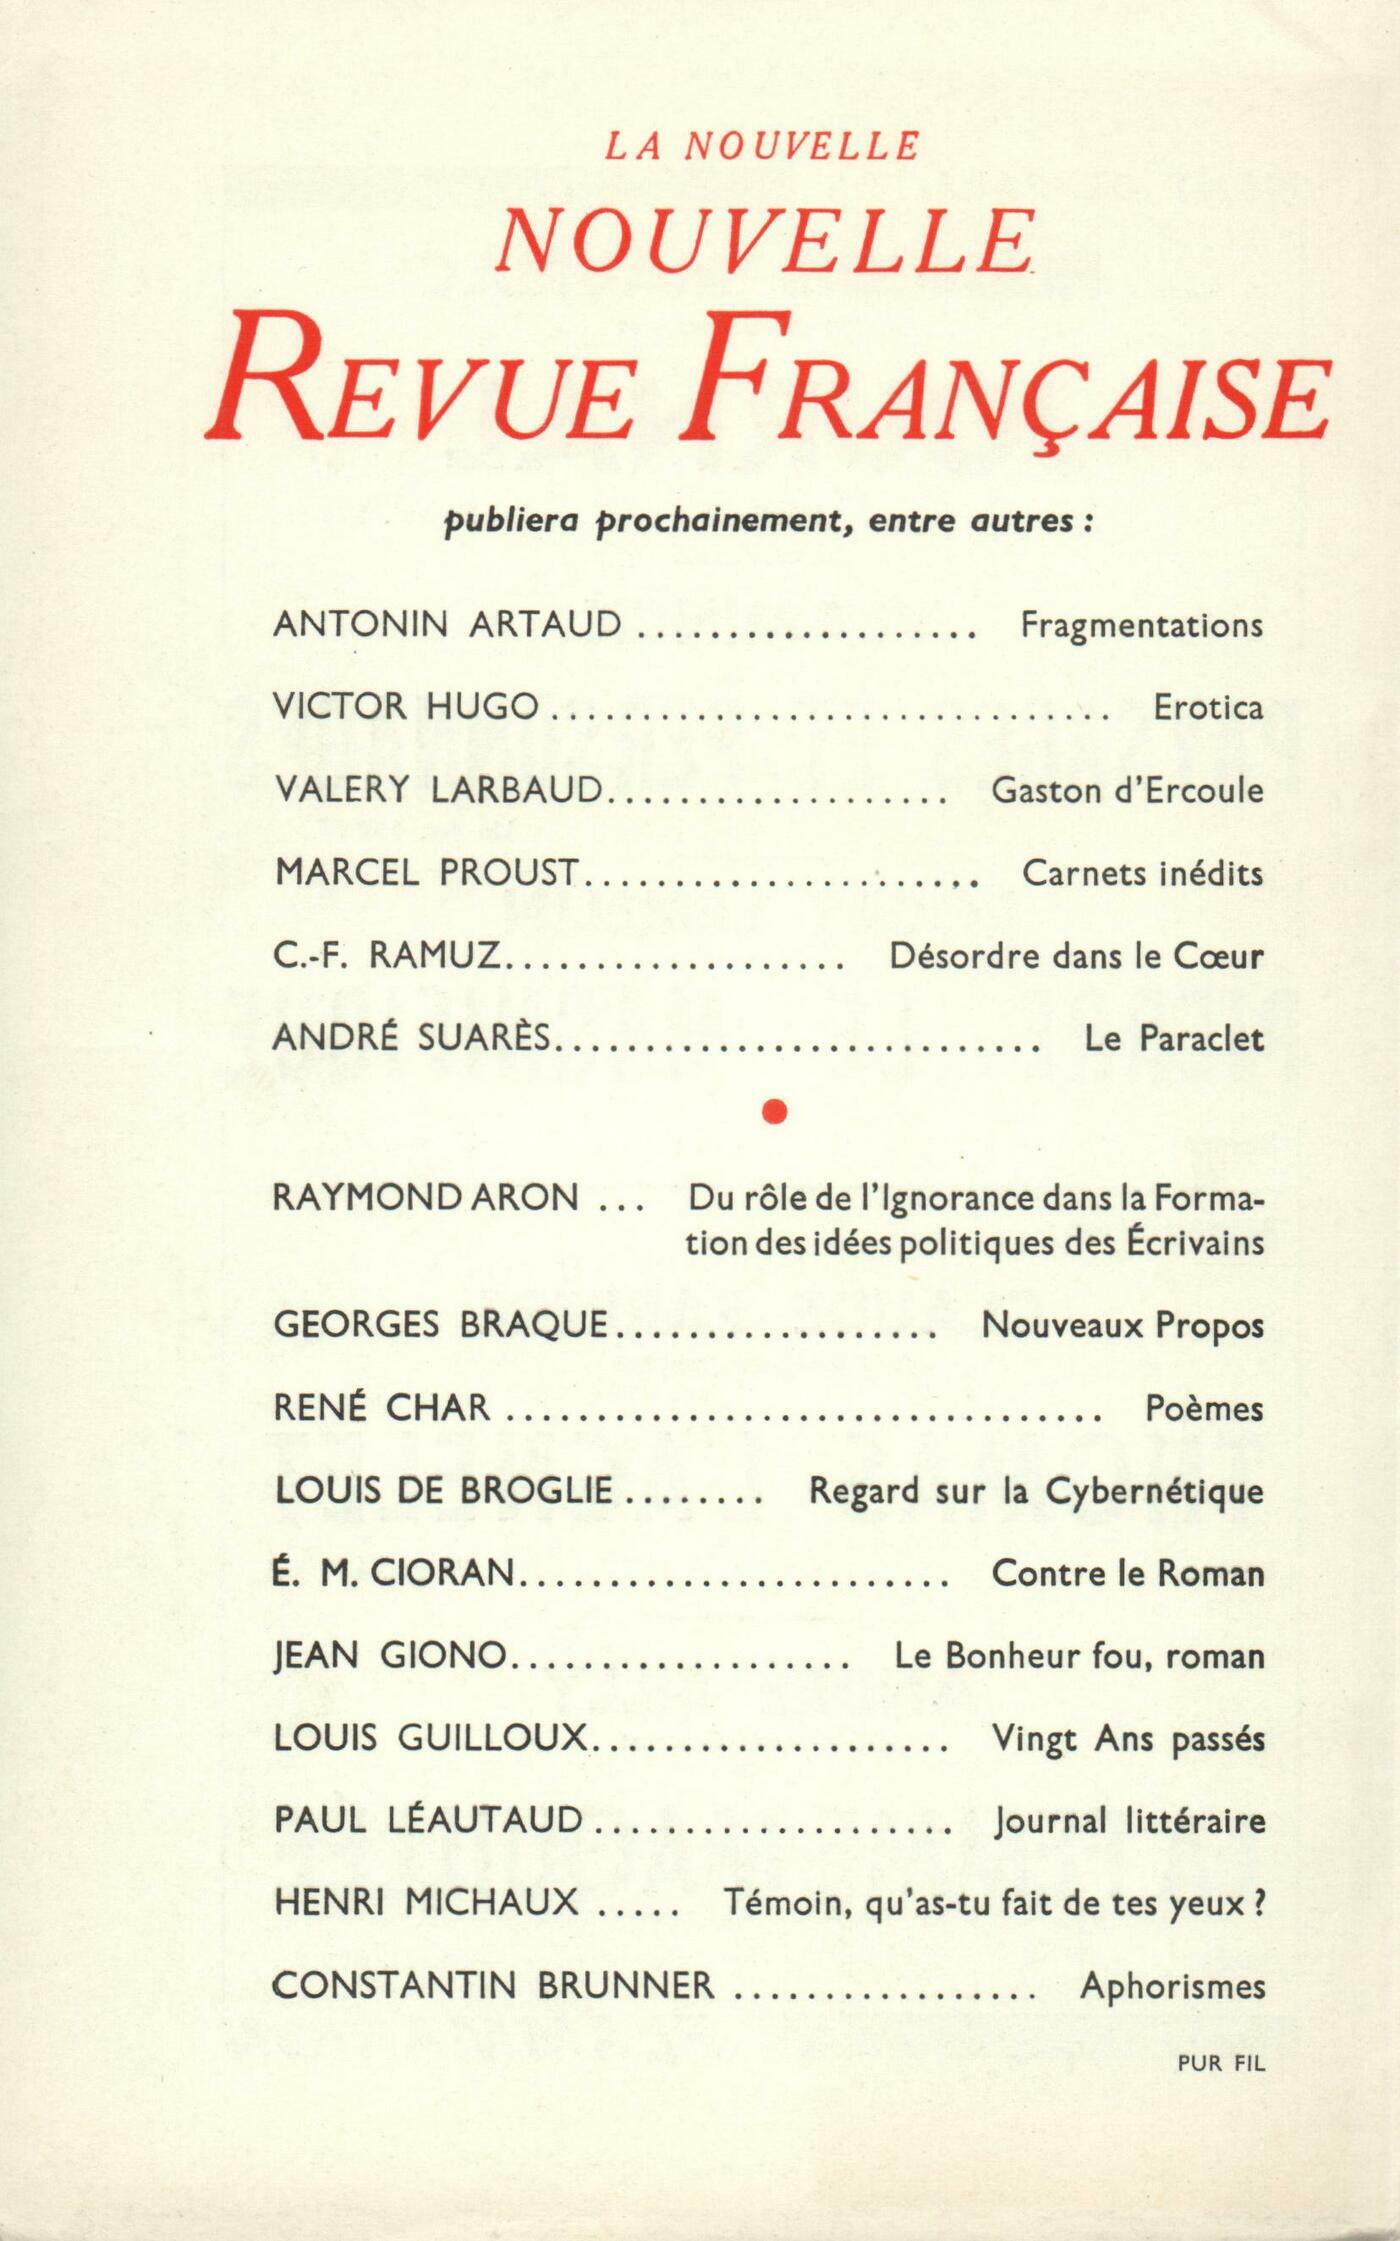 LA NOUVELLE
NOUVELLE
REVUE FRANÇAISE
publiera prochainement, entre autres :
ANTONIN ARTAUD ................... Fragmentations
VICTOR HUGO ............................... Erotica
VALERY LARBAUD................... Gaston d'Ercoule
MARCEL PROUST...................... Carnets inédits
C.-F. RAMUZ................... Désordre dans le Cœur
ANDRÉ SUARÈS........................... Le Paraclet
RAYMOND ARON ... Du rôle de l'Ignorance dans la Forma-
tion des idées politiques des Écrivains
GEORGES BRAQUE.................. Nouveaux Propos
RENÉ CHAR ................................. Poèmes
LOUIS DE BROGLIE ........ Regard sur la Cybernétique
É. M. CIORAN........................ Contre le Roman
JEAN GIONO................... Le Bonheur fou, roman
LOUIS GUILLOUX.................... Vingt Ans passés
PAUL LÉAUTAUD .................... Journal littéraire
HENRI MICHAUX ..... Témoin, qu'as-tu fait de tes yeux ?
CONSTANTIN BRUNNER ................. Aphorismes
PUR FIL